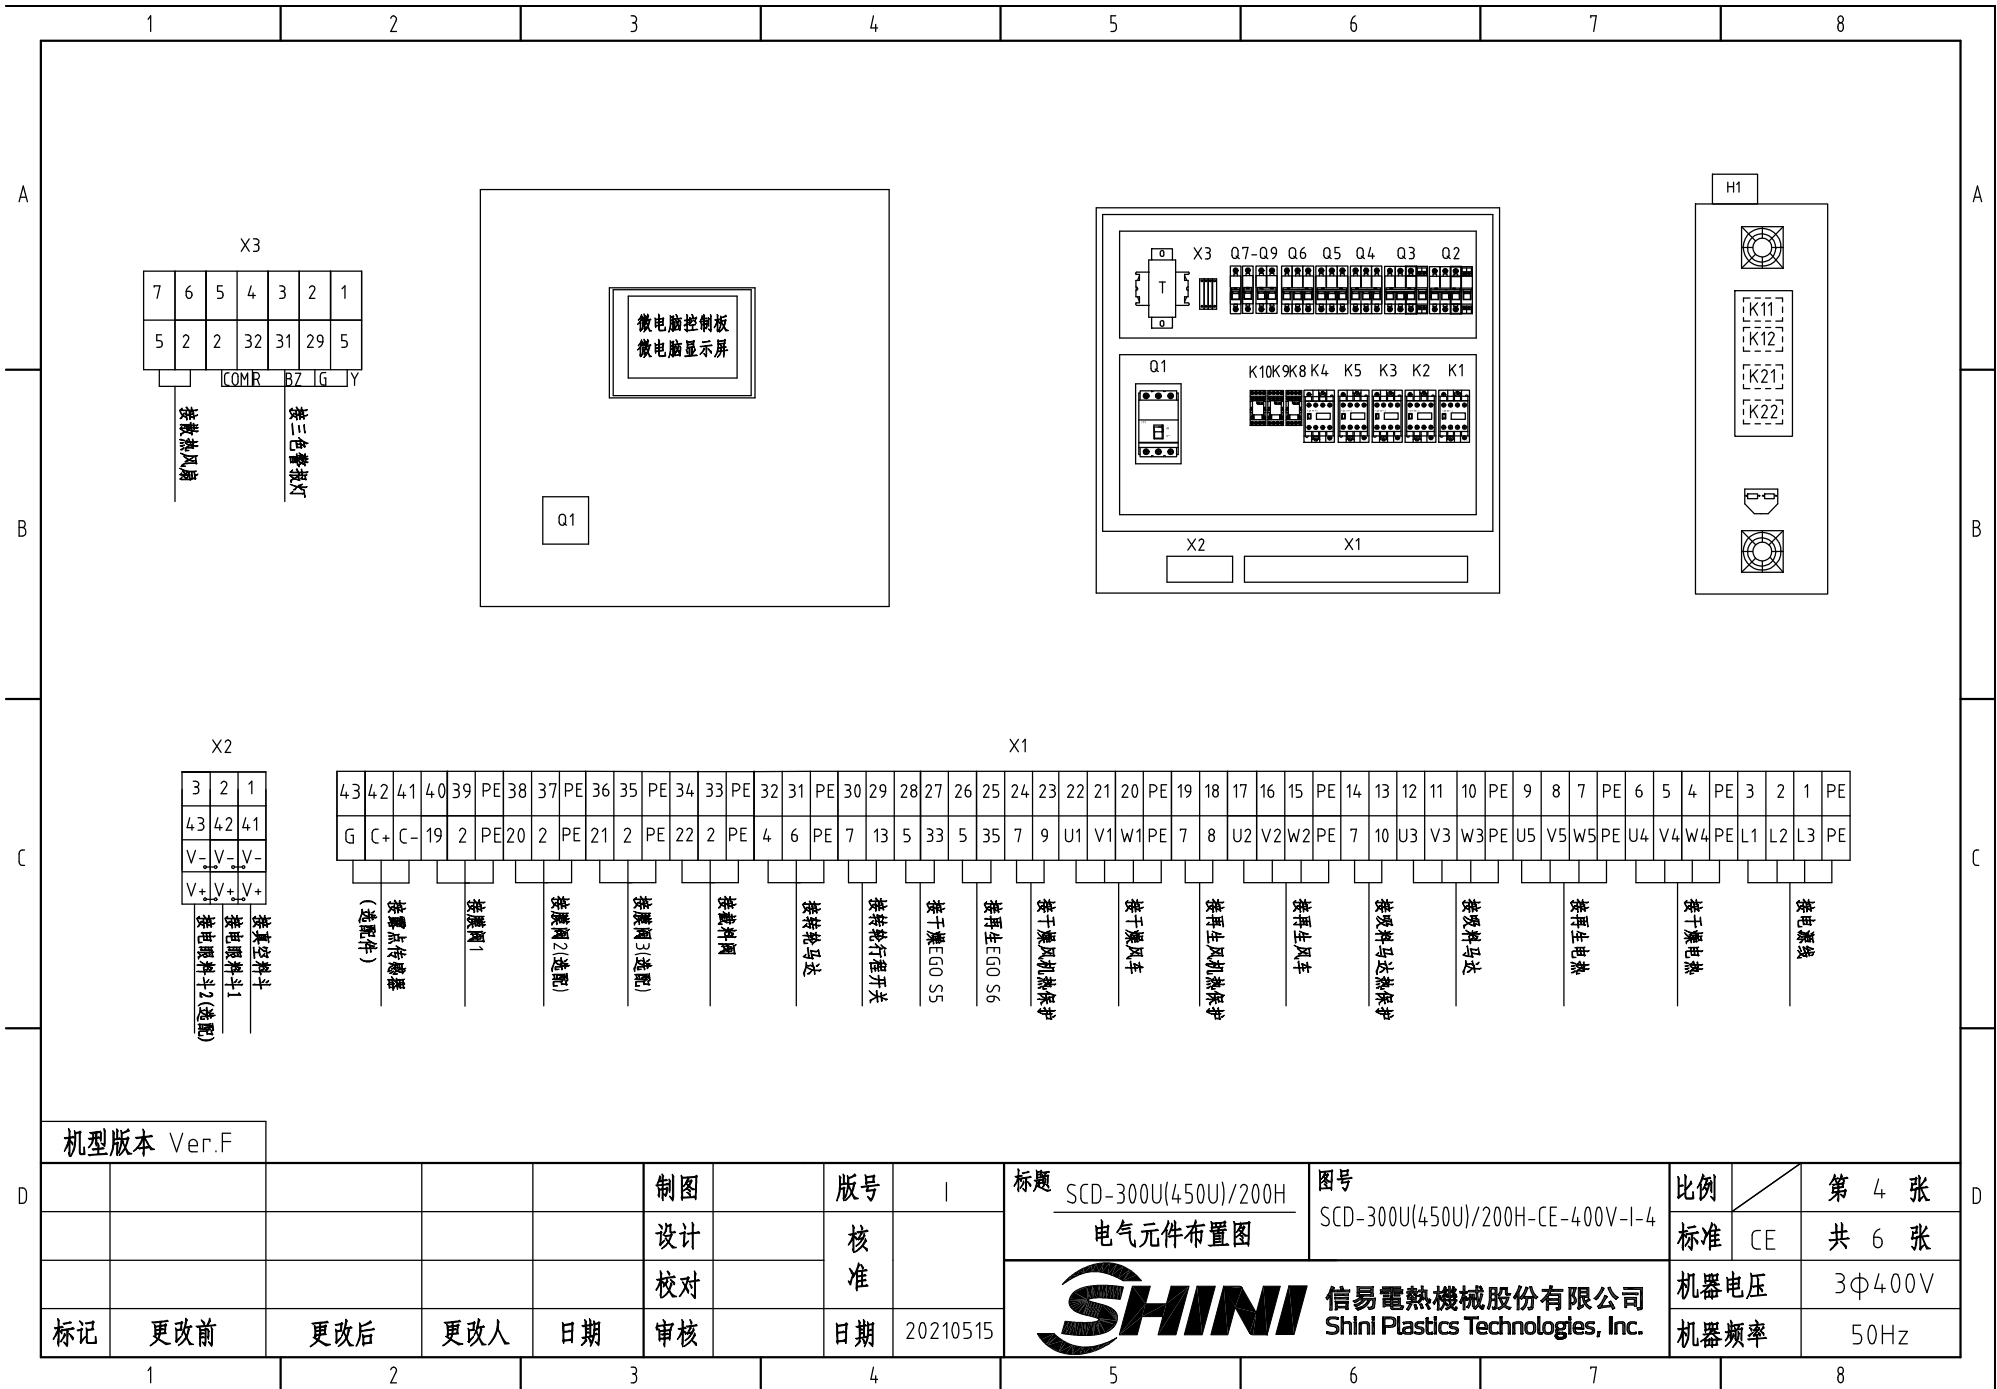 1 2 3 4 5 6 7 8
A
A
H1
X3
7 6 5 4 3 2 1
5 2 2 32 31 29 5
COM R BZ G Y
接散热风扇
接三色警报灯
微电脑控制板
微电脑显示屏
Q1
T X3 Q7-Q9 Q6 Q5 Q4 Q3 Q2
Q1
K10 K9 K8 K4 K5 K3 K2 K1
X2 X1
K11
K12
K21
K22
B
B
X2
3 2 1
43 42 41
V- V- V-
V+ V+ V+
接电眼料斗2(选配)
接电眼料斗1
接真空料斗
X1
43 42 41 40 39 PE 38 37 PE 36 35 PE 34 33 PE 32 31 PE 30 29 28 27 26 25 24 23 22 21 20 PE 19 18 17 16 15 PE 14 13 12 11 10 PE 9 8 7 PE 6 5 4 PE 3 2 1 PE
G C+ C- 19 2 PE 20 2 PE 21 2 PE 22 2 PE 4 6 PE 7 13 5 33 5 35 7 9 U1 V1 W1 PE 7 8 U2 V2 W2 PE 7 10 U3 V3 W3 PE U5 V5 W5 PE U4 V4 W4 PE L1 L2 L3 PE
接露点传感器
(选配件)
接膜阀1
接膜阀2(选配)
接膜阀3(选配)
接截料阀
接转轮马达
接转轮行程开关
接干燥EGO S5
接再生EGO S6
接干燥风机热保护
接干燥风车
接再生风机热保护
接再生风车
接吸料马达热保护
接吸料马达
接再生电热
接干燥电热
接电源线
C
C
机型版本 Ver.F
D
D
制图 版号 I
设计 核准
校对
标记 更改前 更改后 更改人 日期 审核 日期 20210515
标题 SCD-300U(450U)/200H
电气元件布置图
图号
SCD-300U(450U)/200H-CE-400V-I-4
比例 第 4 张
标准 CE 共 6 张
机器电压 3ϕ400V
机器频率 50Hz
SHINI 信易電熱機械股份有限公司
Shini Plastics Technologies, Inc.
1 2 3 4 5 6 7 8